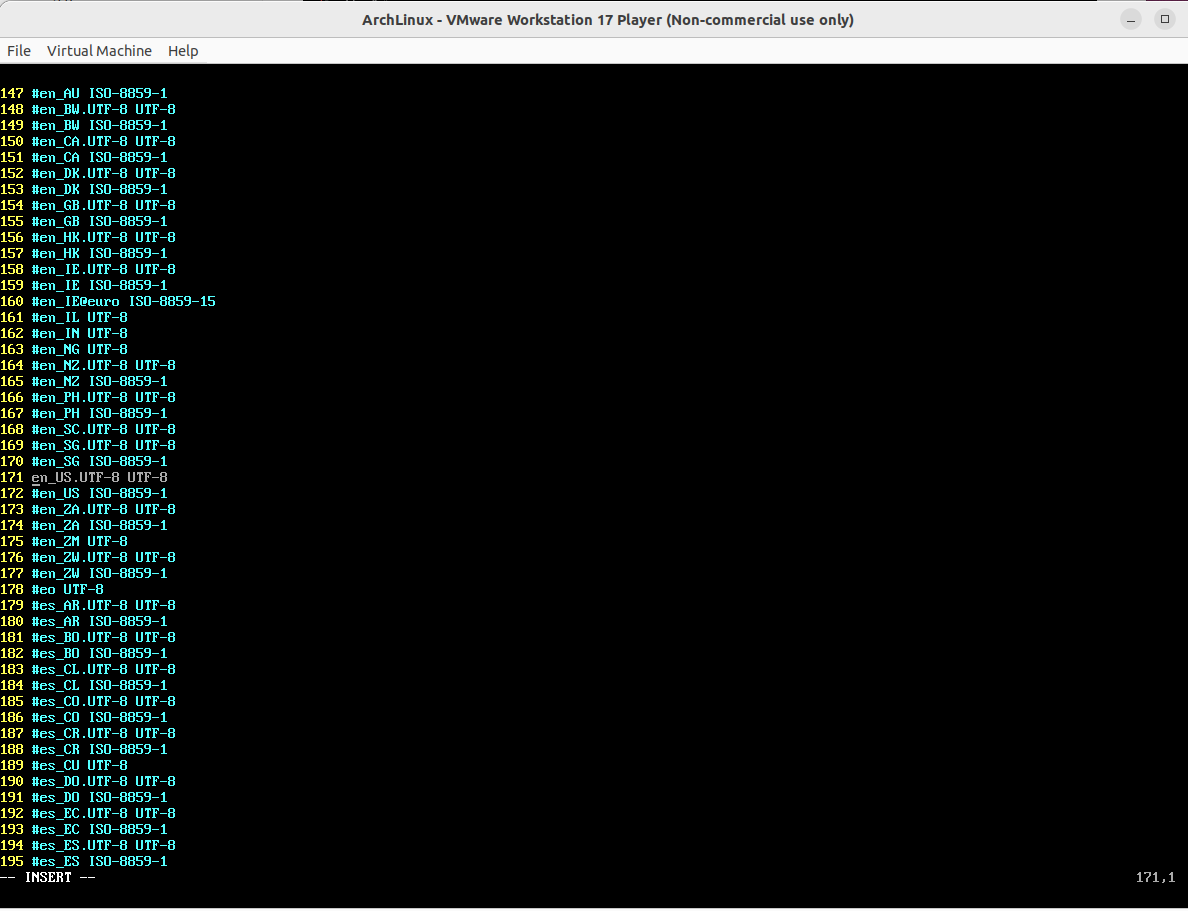 ArchLinux - VMware Workstation 17 Player (Non-commercial use only)
File Virtual Machine Help
147 #en_AU ISO-8859-1
148 #en_BW.UTF-8 UTF-8
149 #en_BW ISO-8859-1
150 #en_CA.UTF-8 UTF-8
151 #en_CA ISO-8859-1
152 #en_DK.UTF-8 UTF-8
153 #en_DK ISO-8859-1
154 #en_GB.UTF-8 UTF-8
155 #en_GB ISO-8859-1
156 #en_HK.UTF-8 UTF-8
157 #en_HK ISO-8859-1
158 #en_IE.UTF-8 UTF-8
159 #en_IE ISO-8859-1
160 #en_IE@euro ISO-8859-15
161 #en_IL UTF-8
162 #en_IN UTF-8
163 #en_NG UTF-8
164 #en_NZ.UTF-8 UTF-8
165 #en_NZ ISO-8859-1
166 #en_PH.UTF-8 UTF-8
167 #en_PH ISO-8859-1
168 #en_SC.UTF-8 UTF-8
169 #en_SG.UTF-8 UTF-8
170 #en_SG ISO-8859-1
171 en_US.UTF-8 UTF-8
172 #en_US ISO-8859-1
173 #en_ZA.UTF-8 UTF-8
174 #en_ZA ISO-8859-1
175 #en_ZM UTF-8
176 #en_ZW.UTF-8 UTF-8
177 #en_ZW ISO-8859-1
178 #eo UTF-8
179 #es_AR.UTF-8 UTF-8
180 #es_AR ISO-8859-1
181 #es_BO.UTF-8 UTF-8
182 #es_BO ISO-8859-1
183 #es_CL.UTF-8 UTF-8
184 #es_CL ISO-8859-1
185 #es_CO.UTF-8 UTF-8
186 #es_CO ISO-8859-1
187 #es_CR.UTF-8 UTF-8
188 #es_CR ISO-8859-1
189 #es_CU UTF-8
190 #es_DO.UTF-8 UTF-8
191 #es_DO ISO-8859-1
192 #es_EC.UTF-8 UTF-8
193 #es_EC ISO-8859-1
194 #es_ES.UTF-8 UTF-8
195 #es_ES ISO-8859-1
-- INSERT -- 171,1